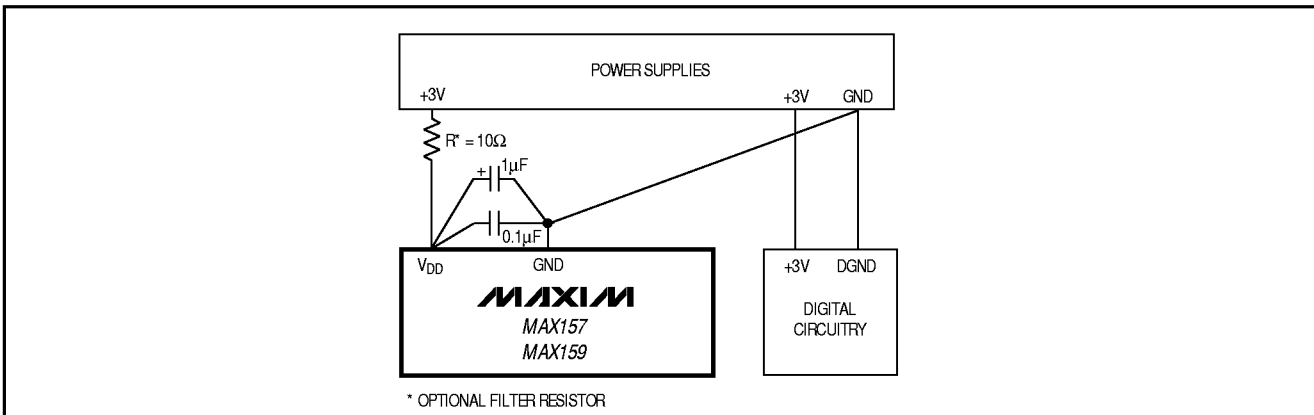 POWER SUPPLIES
+3V +3V GND
R* = 10Ω
+ 1µF
0.1µF
VDD GND
MAXIM
MAX157
MAX159
+3V DGND
DIGITAL
CIRCUITRY
* OPTIONAL FILTER RESISTOR